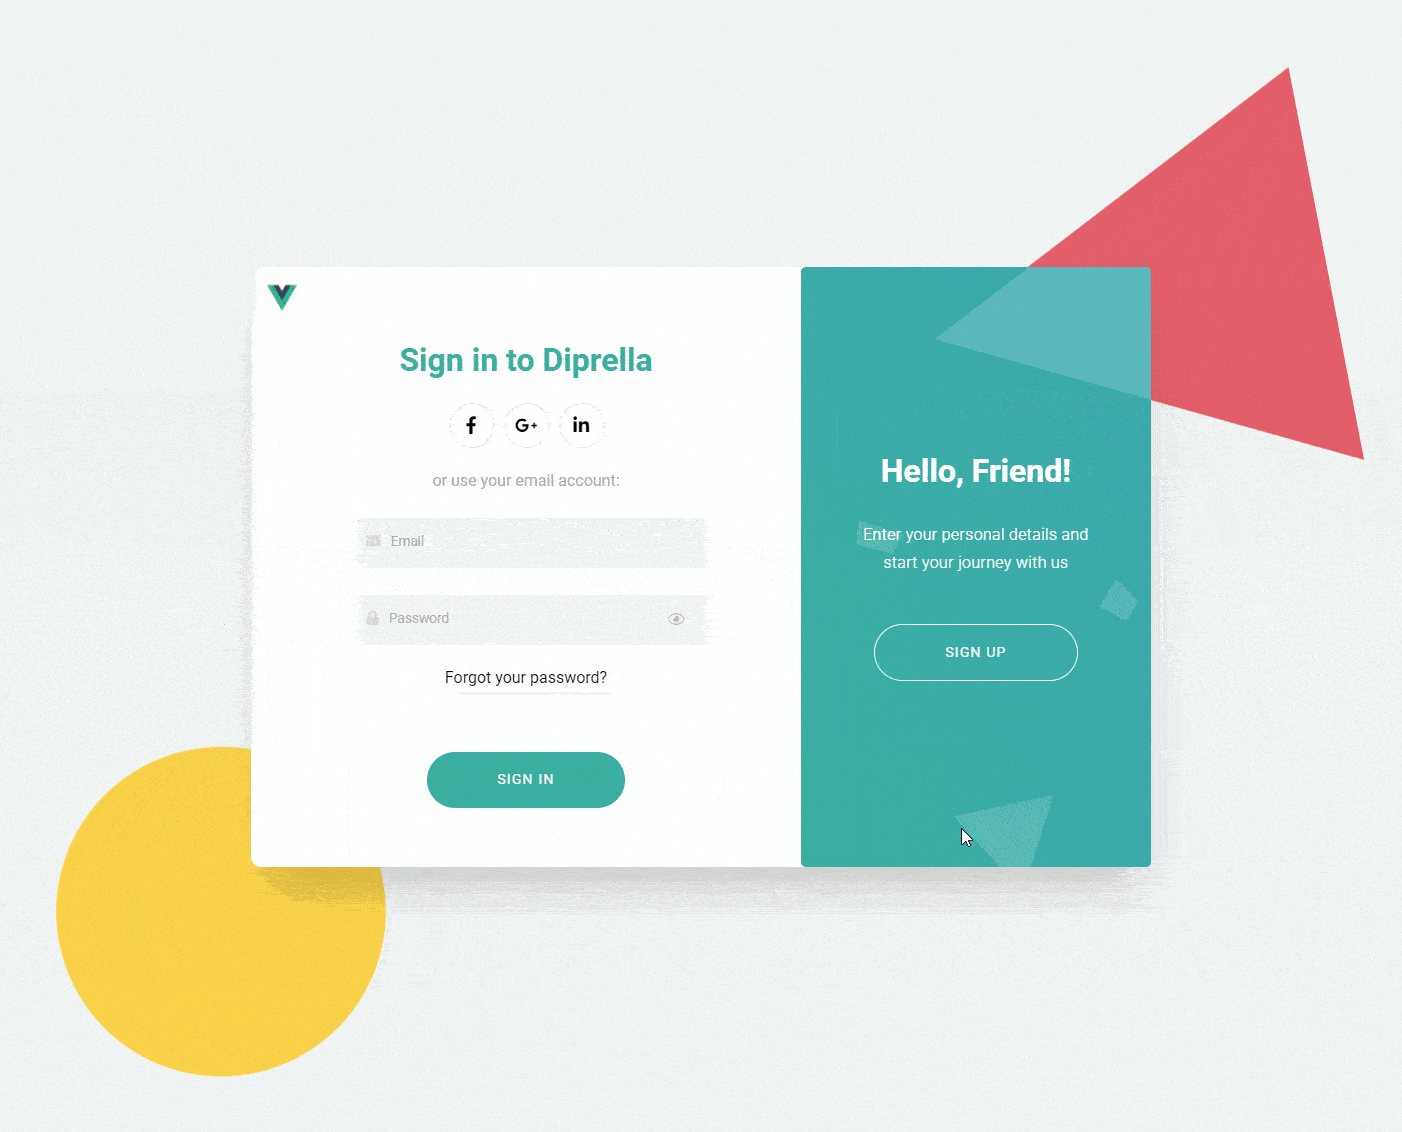 Sign in to Diprella
f
G+
in
or use your email account:
Email
Password
Forgot your password?
SIGN IN
Hello, Friend!
Enter your personal details and
start your journey with us
SIGN UP